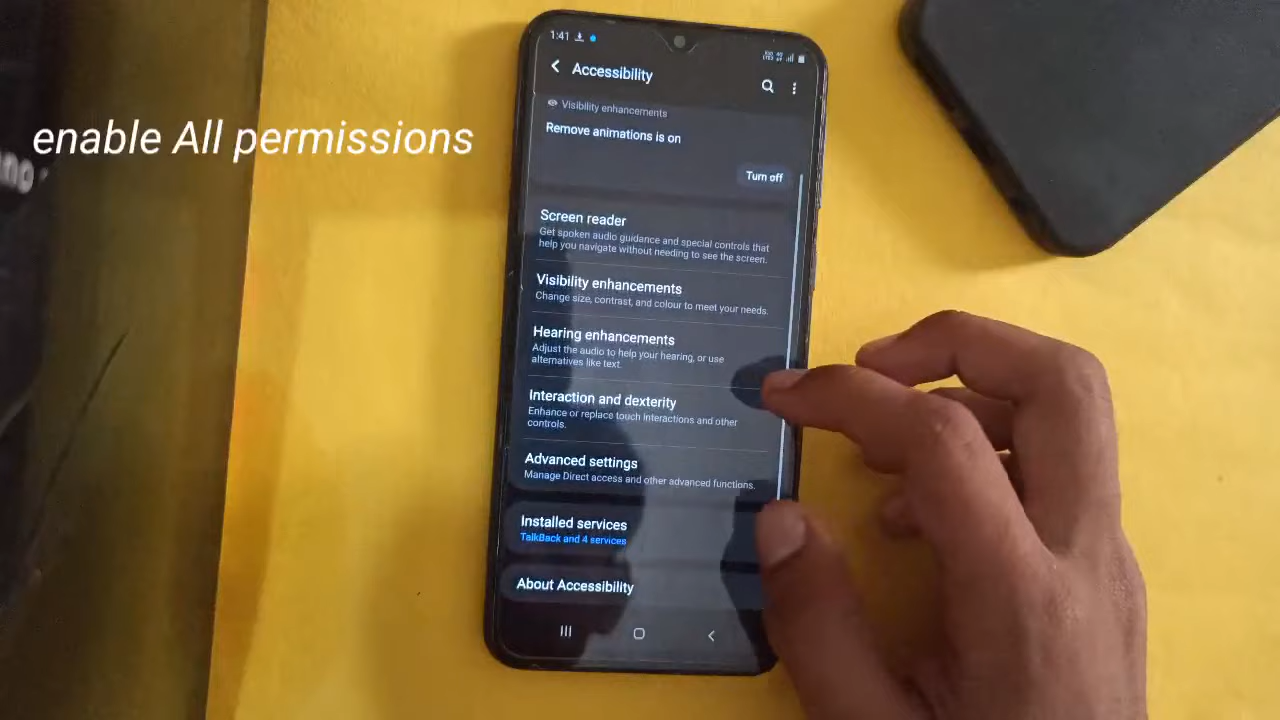 1:41
Accessibility
Visibility enhancements
Remove animations is on
Turn off
enable All permissions
Screen reader
Get spoken audio guidance and special controls that
help you navigate without needing to see the screen.
Visibility enhancements
Change size, contrast, and colour to meet your needs.
Hearing enhancements
Adjust the audio to help your hearing, or use
alternatives like text.
Interaction and dexterity
Enhance or replace touch interactions and other
controls.
Advanced settings
Manage Direct access and other advanced functions.
Installed services
TalkBack and 4 services
About Accessibility